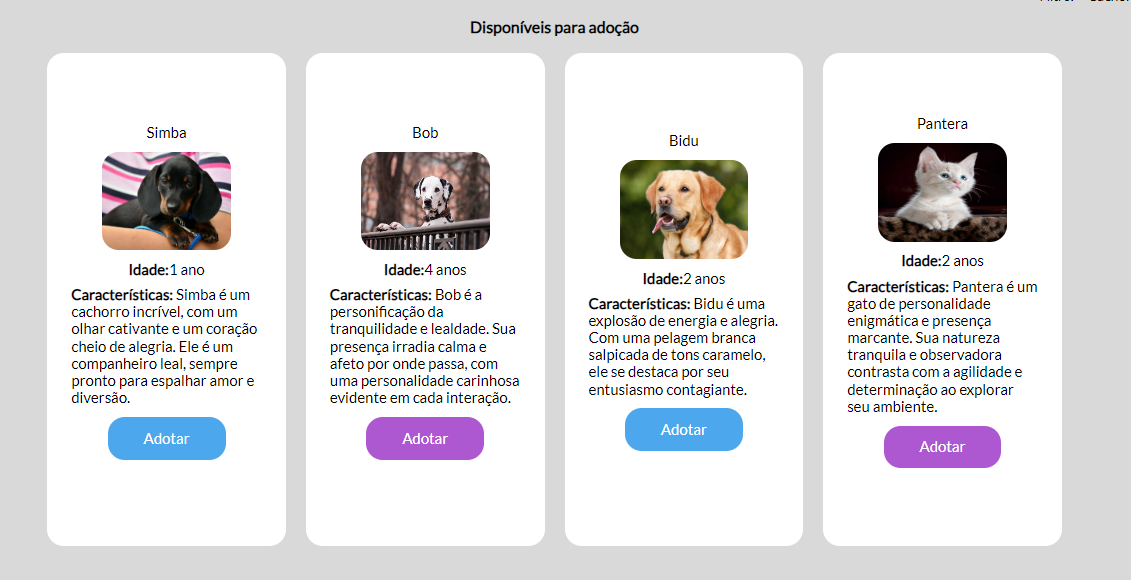 Disponíveis para adoção
Simba
Idade:1 ano
Características: Simba é um
cachorro incrível, com um
olhar cativante e um coração
cheio de alegria. Ele é um
companheiro leal, sempre
pronto para espalhar amor e
diversão.
Adotar
Bob
Idade:4 anos
Características: Bob é a
personificação da
tranquilidade e lealdade. Sua
presença irradia calma e
afeto por onde passa, com
uma personalidade carinhosa
evidente em cada interação.
Adotar
Bidu
Idade:2 anos
Características: Bidu é uma
explosão de energia e alegria.
Com uma pelagem branca
salpicada de tons caramelo,
ele se destaca por seu
entusiasmo contagiante.
Adotar
Pantera
Idade:2 anos
Características: Pantera é um
gato de personalidade
enigmática e presença
marcante. Sua natureza
tranquila e observadora
contrasta com a agilidade e
determinação ao explorar
seu ambiente.
Adotar